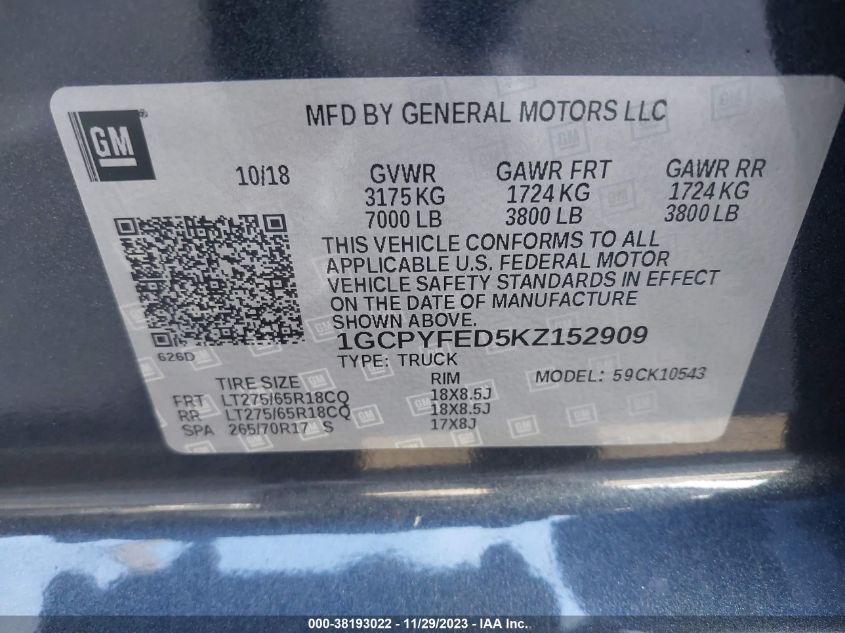 MFD BY GENERAL MOTORS LLC
GM
10/18 GVWR GAWR FRT GAWR RR
3175 KG 1724 KG 1724 KG
7000 LB 3800 LB 3800 LB
THIS VEHICLE CONFORMS TO ALL
APPLICABLE U.S. FEDERAL MOTOR
VEHICLE SAFETY STANDARDS IN EFFECT
ON THE DATE OF MANUFACTURE
SHOWN ABOVE.
1GCPYFED5KZ152909
626D
TYPE: TRUCK
MODEL: 59CK10543
TIRE SIZE RIM
FRT LT275/65R18CQ 18X8.5J
RR LT275/65R18CQ 18X8.5J
SPA 265/70R17 S 17X8J
000-38193022 - 11/29/2023 - IAA Inc.